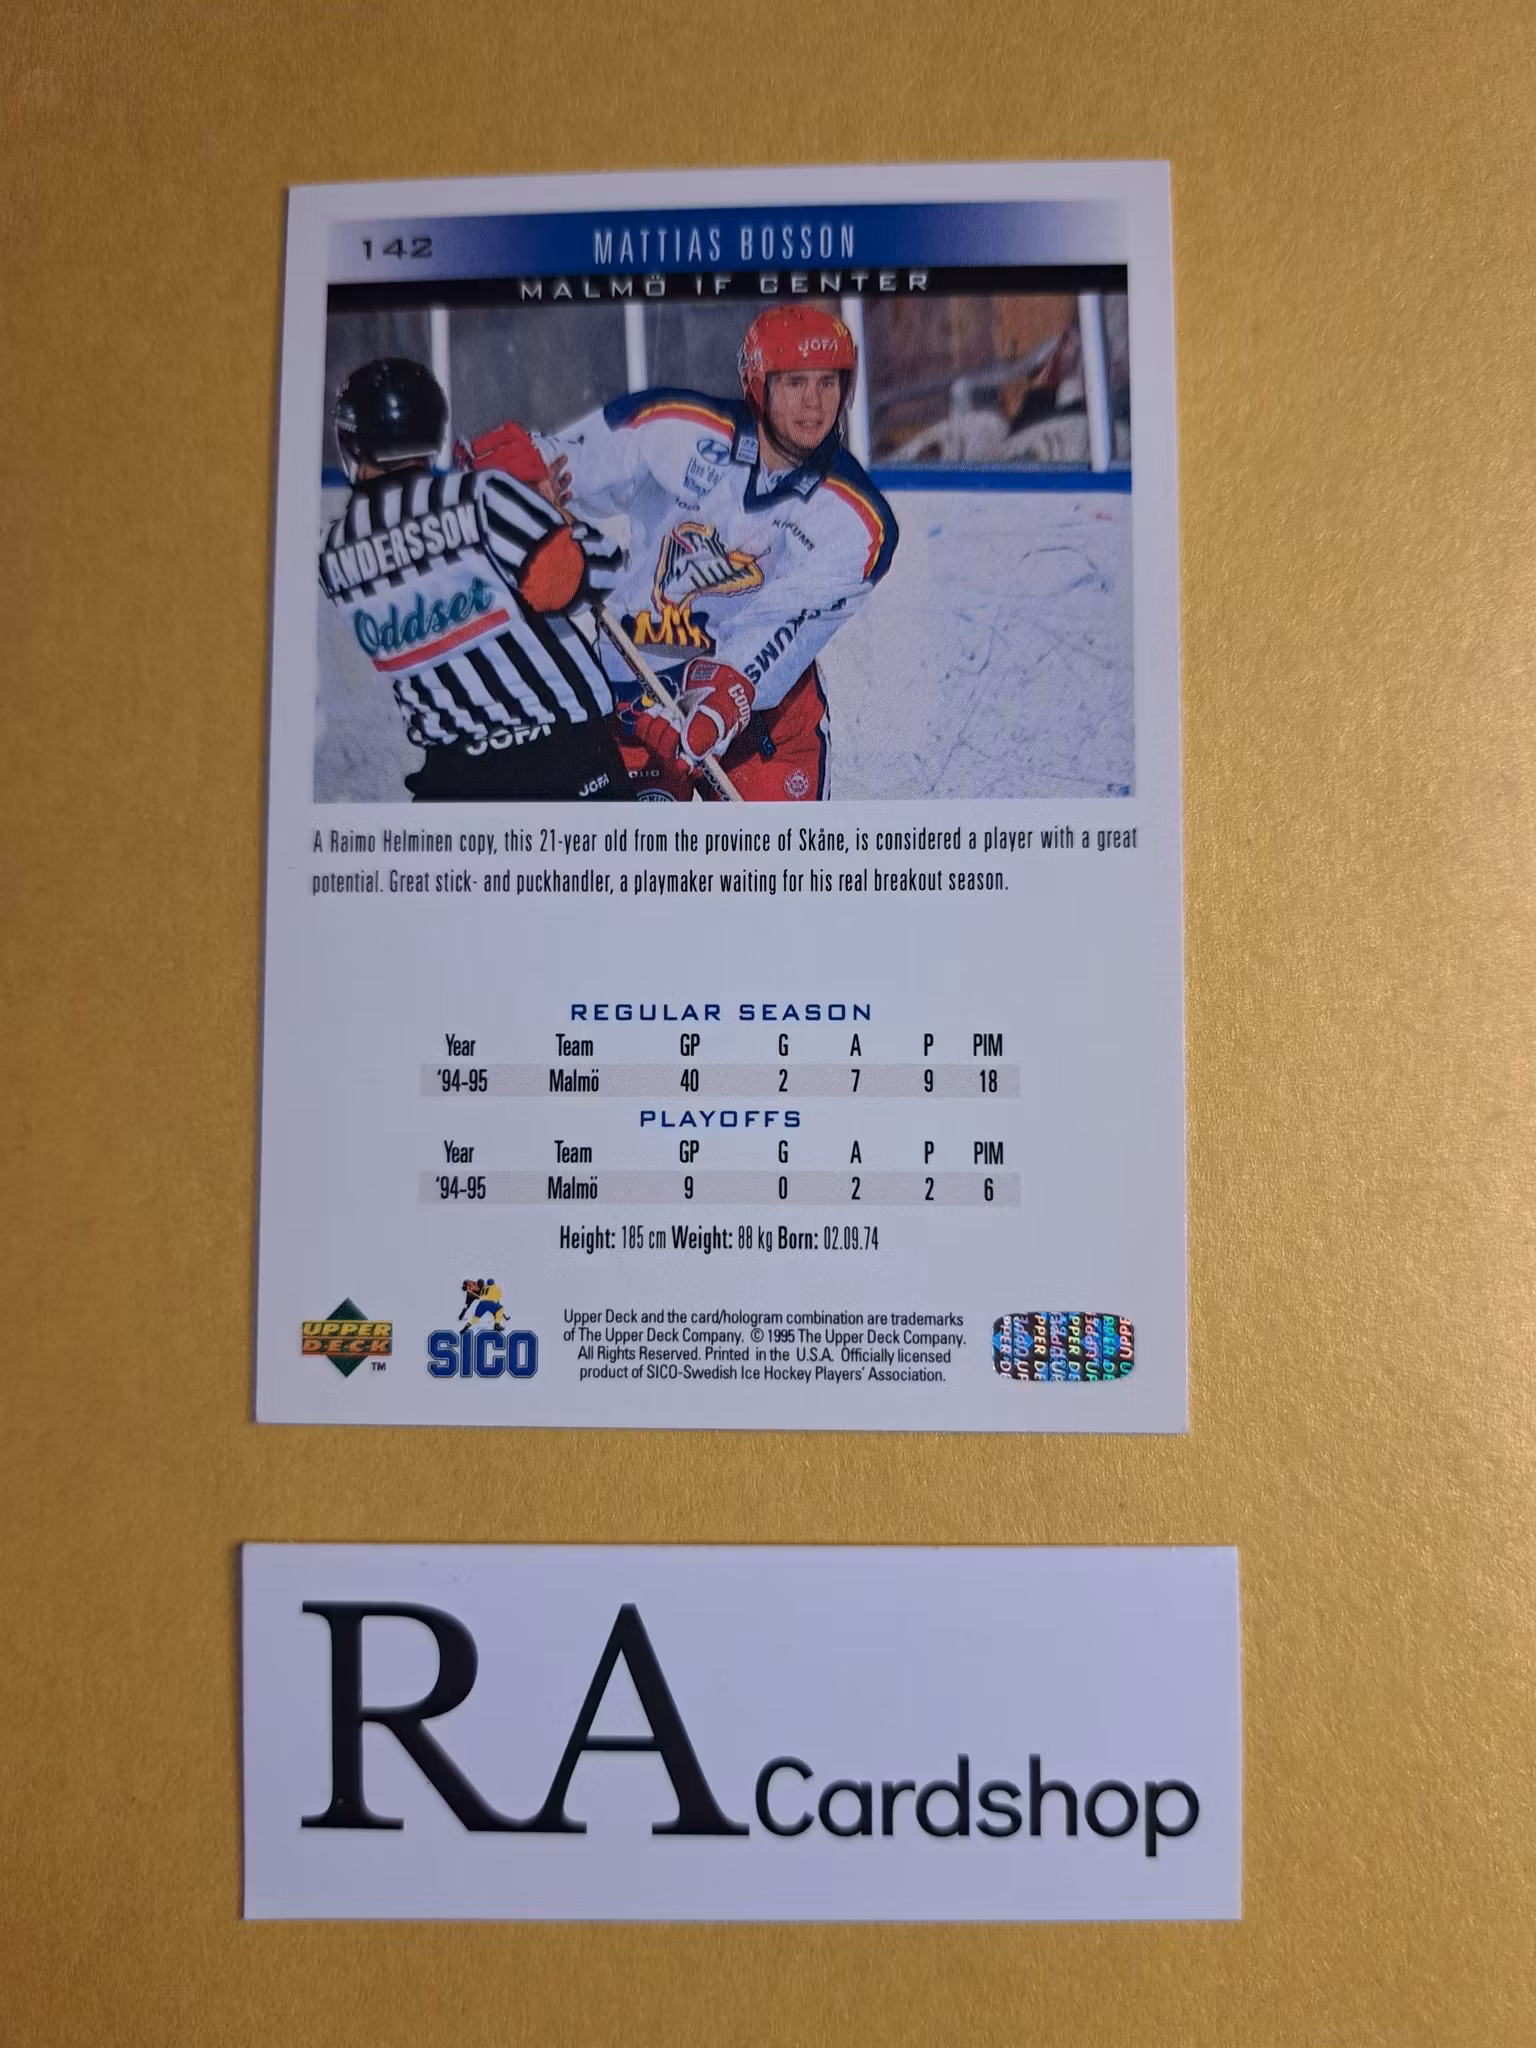 142
MATTIAS BOSSON
MALMÖ IF CENTER
JOFA
ANDERSSON
Oddset
KOCKUMS
Mif
JOFA
JOFA
A Raimo Helminen copy, this 21-year old from the province of Skåne, is considered a player with a great
potential. Great stick- and puckhandler, a playmaker waiting for his real breakout season.
REGULAR SEASON
Year Team GP G A P PIM
'94-95 Malmö 40 2 7 9 18
PLAYOFFS
Year Team GP G A P PIM
'94-95 Malmö 9 0 2 2 6
Height: 185 cm Weight: 88 kg Born: 02.09.74
UPPER
DECK
TM
SICO
Upper Deck and the card/hologram combination are trademarks
of The Upper Deck Company. © 1995 The Upper Deck Company.
All Rights Reserved. Printed in the U.S.A. Officially licensed
product of SICO-Swedish Ice Hockey Players' Association.
RA Cardshop